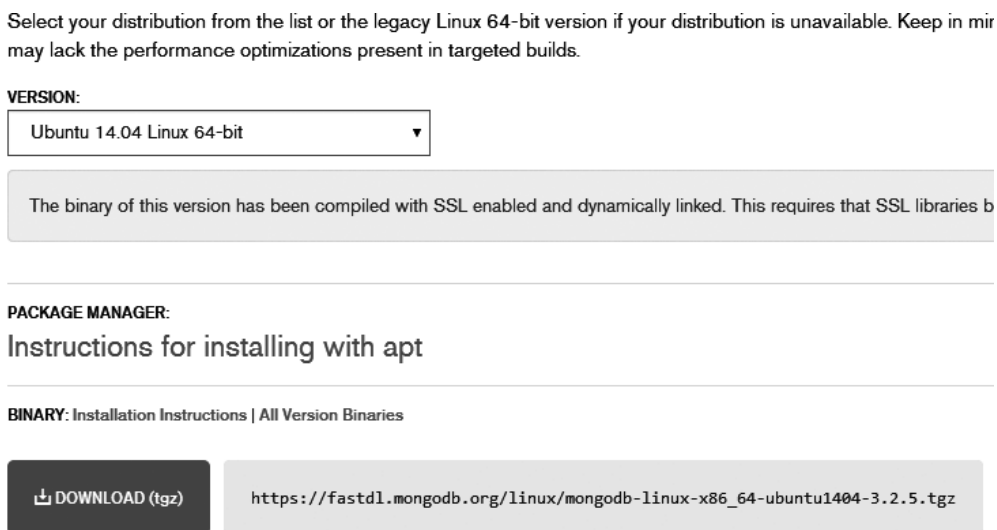 Select your distribution from the list or the legacy Linux 64-bit version if your distribution is unavailable. Keep in
may lack the performance optimizations present in targeted builds.
VERSION:
Ubuntu 14.04 Linux 64-bit
The binary of this version has been compiled with SSL enabled and dynamically linked. This requires that SSL libraries
PACKAGE MANAGER:
Instructions for installing with apt
BINARY: Installation Instructions | All Version Binaries
DOWNLOAD (tgz)
https://fastdl.mongodb.org/linux/mongodb-linux-x86_64-ubuntu1404-3.2.5.tgz